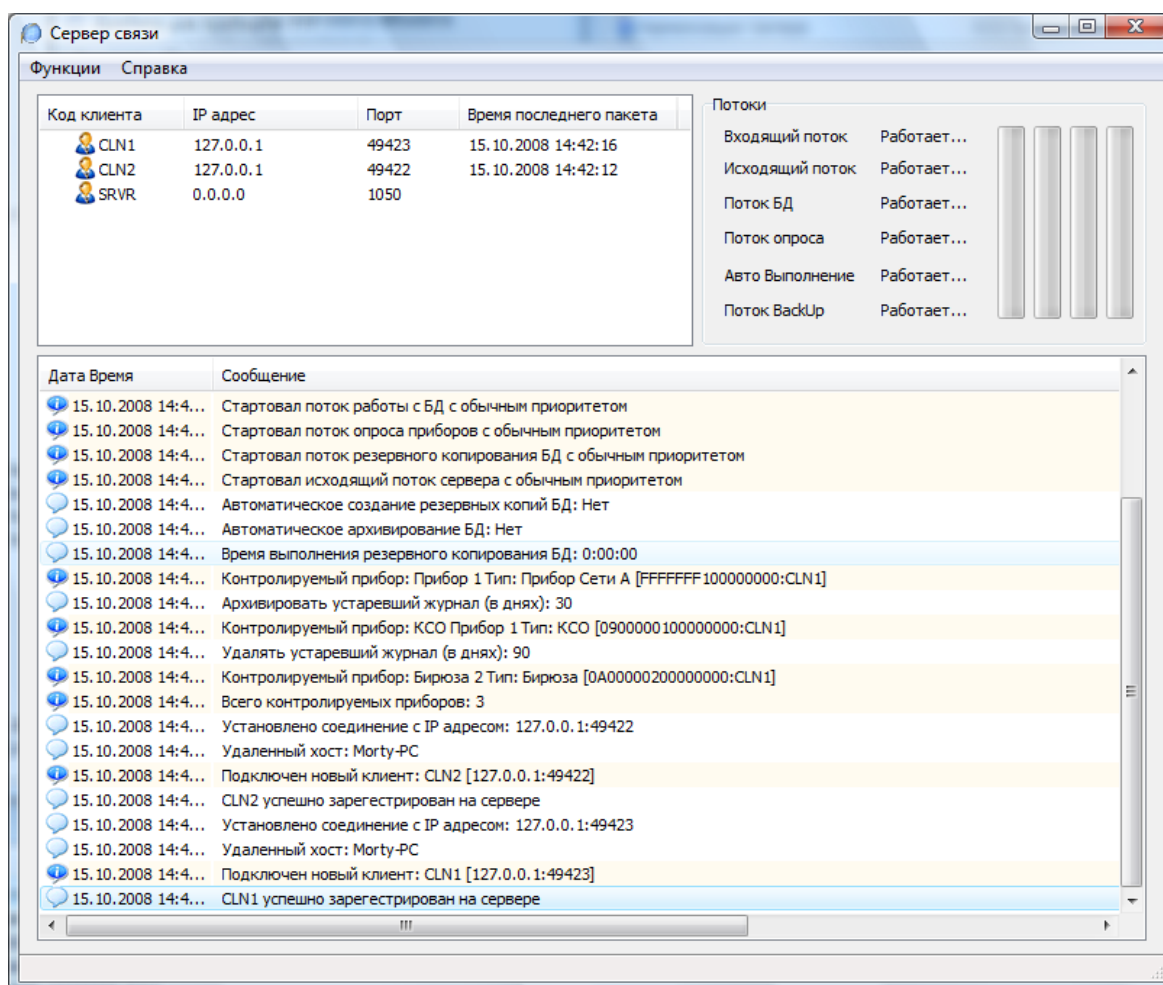 Сервер связи
Функции Справка
Код клиента IP адрес Порт Время последнего пакета
CLN1 127.0.0.1 49423 15.10.2008 14:42:16
CLN2 127.0.0.1 49422 15.10.2008 14:42:12
SRVR 0.0.0.0 1050
Потоки
Входящий поток Работает...
Исходящий поток Работает...
Поток БД Работает...
Поток опроса Работает...
Авто Выполнение Работает...
Поток BackUp Работает...
Дата Время Сообщение
15.10.2008 14:4... Стартовал поток работы с БД с обычным приоритетом
15.10.2008 14:4... Стартовал поток опроса приборов с обычным приоритетом
15.10.2008 14:4... Стартовал поток резервного копирования БД с обычным приоритетом
15.10.2008 14:4... Стартовал исходящий поток сервера с обычным приоритетом
15.10.2008 14:4... Автоматическое создание резервных копий БД: Нет
15.10.2008 14:4... Автоматическое архивирование БД: Нет
15.10.2008 14:4... Время выполнения резервного копирования БД: 0:00:00
15.10.2008 14:4... Контролируемый прибор: Прибор 1 Тип: Прибор Сети А [FFFFFFF100000000:CLN1]
15.10.2008 14:4... Архивировать устаревший журнал (в днях): 30
15.10.2008 14:4... Контролируемый прибор: КСО Прибор 1 Тип: КСО [0900000100000000:CLN1]
15.10.2008 14:4... Удалять устаревший журнал (в днях): 90
15.10.2008 14:4... Контролируемый прибор: Бирюза 2 Тип: Бирюза [0A00000200000000:CLN1]
15.10.2008 14:4... Всего контролируемых приборов: 3
15.10.2008 14:4... Установлено соединение с IP адресом: 127.0.0.1:49422
15.10.2008 14:4... Удаленный хост: Morty-PC
15.10.2008 14:4... Подключен новый клиент: CLN2 [127.0.0.1:49422]
15.10.2008 14:4... CLN2 успешно зарегестрирован на сервере
15.10.2008 14:4... Установлено соединение с IP адресом: 127.0.0.1:49423
15.10.2008 14:4... Удаленный хост: Morty-PC
15.10.2008 14:4... Подключен новый клиент: CLN1 [127.0.0.1:49423]
15.10.2008 14:4... CLN1 успешно зарегестрирован на сервере